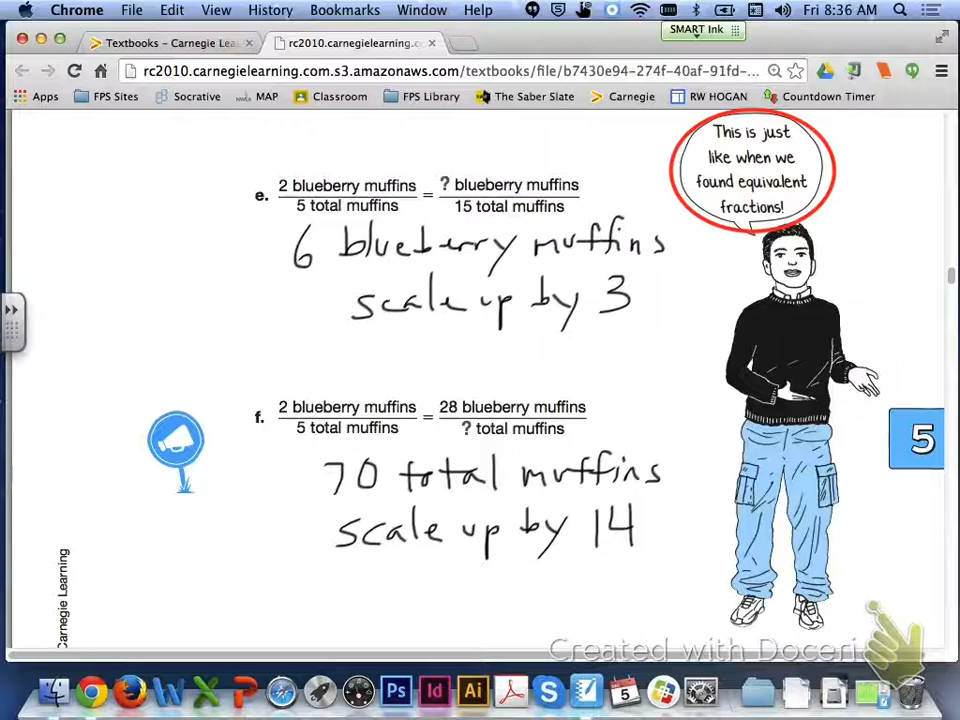 Chrome File Edit View History Bookmarks Window Help Fri 8:36 AM
SMART Ink
Textbooks – Carnegie Lea
rc2010.carnegielearning.c
rc2010.carnegielearning.com.s3.amazonaws.com/textbooks/file/b7430e94-274f-40af-91fd-...
Apps FPS Sites Socrative MAP Classroom FPS Library The Saber Slate Carnegie RW HOGAN Countdown Timer
This is just
like when we
found equivalent
fractions!
e. 2 blueberry muffins = ? blueberry muffins
5 total muffins 15 total muffins
6 blueberry muffins
scale up by 3
f. 2 blueberry muffins = 28 blueberry muffins
5 total muffins ? total muffins
70 total muffins
scale up by 14
5
Carnegie Learning
Created with Doceri
Ps Id Ai
5